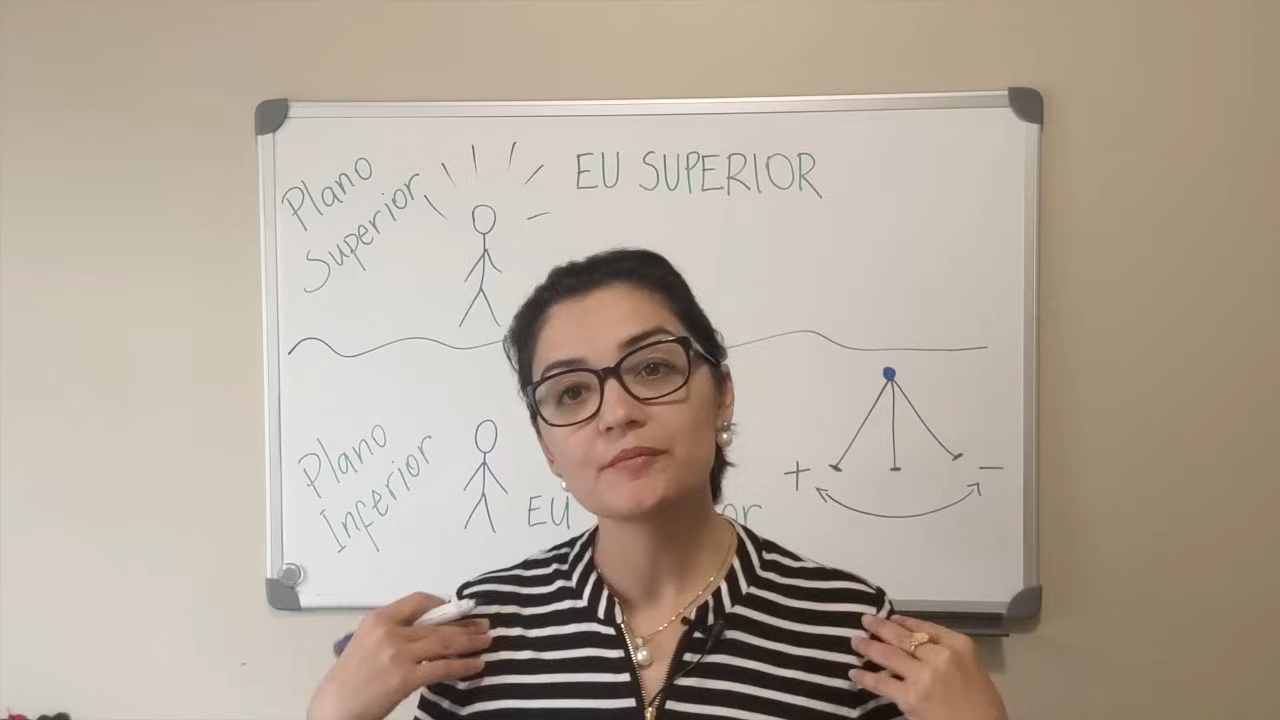 Plano
Superior
EU SUPERIOR
Plano
Inferior
EU
+ −